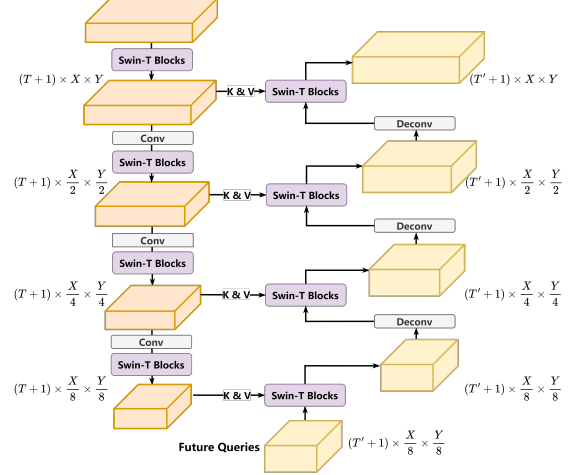 Swin-T Blocks
(T + 1) × X × Y
K & V
Swin-T Blocks
(T′ + 1) × X × Y
Conv
Deconv
Swin-T Blocks
(T + 1) × X/2 × Y/2
K & V
Swin-T Blocks
(T′ + 1) × X/2 × Y/2
Conv
Deconv
Swin-T Blocks
(T + 1) × X/4 × Y/4
K & V
Swin-T Blocks
(T′ + 1) × X/4 × Y/4
Deconv
Conv
Swin-T Blocks
(T + 1) × X/8 × Y/8
K & V
Swin-T Blocks
(T′ + 1) × X/8 × Y/8
Future Queries
(T′ + 1) × X/8 × Y/8